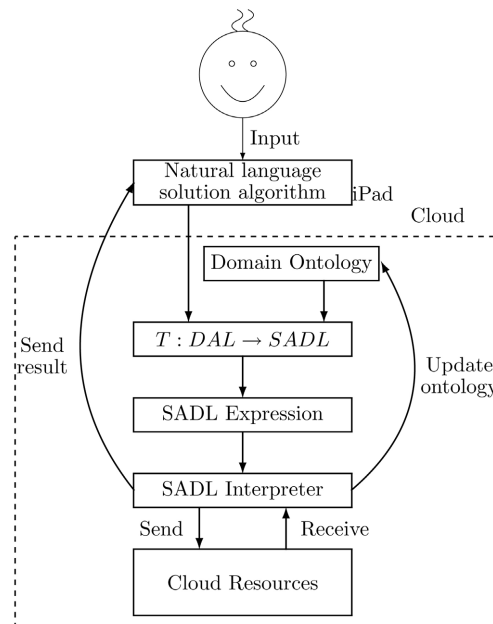 Input
Natural language
solution algorithm
iPad
Cloud
Domain Ontology
T : DAL → SADL
Send
result
Update
ontology
SADL Expression
SADL Interpreter
Send
Receive
Cloud Resources